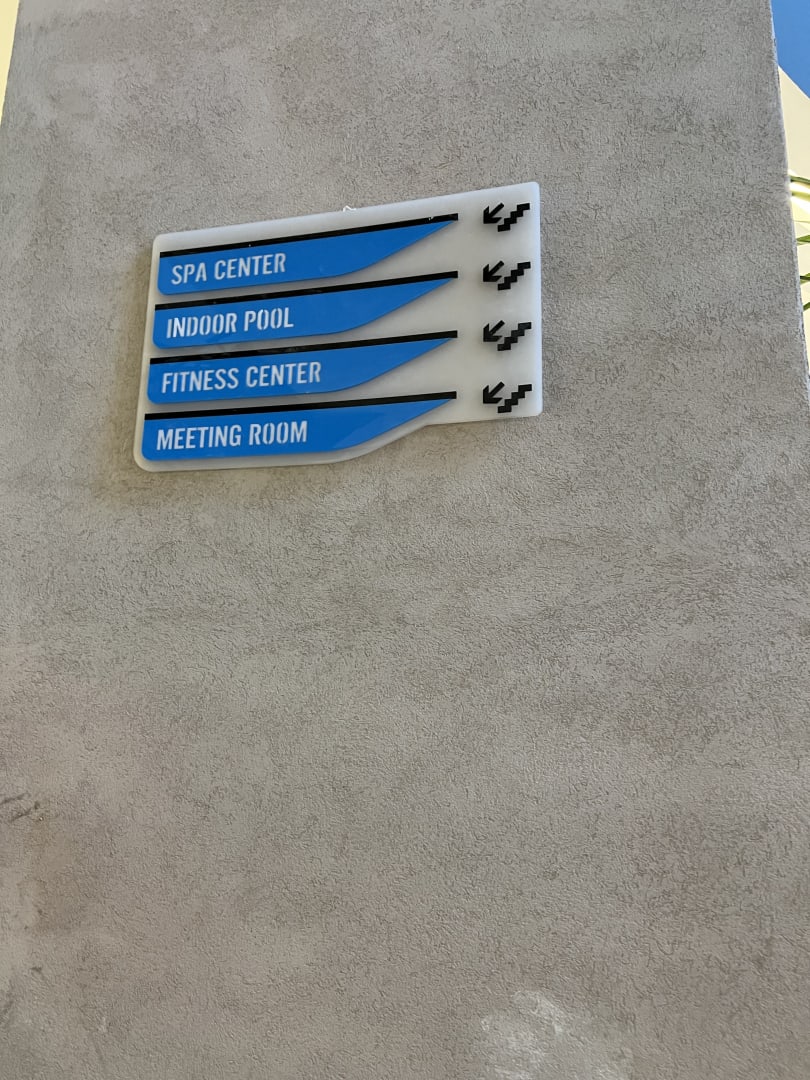 SPA CENTER
INDOOR POOL
FITNESS CENTER
MEETING ROOM